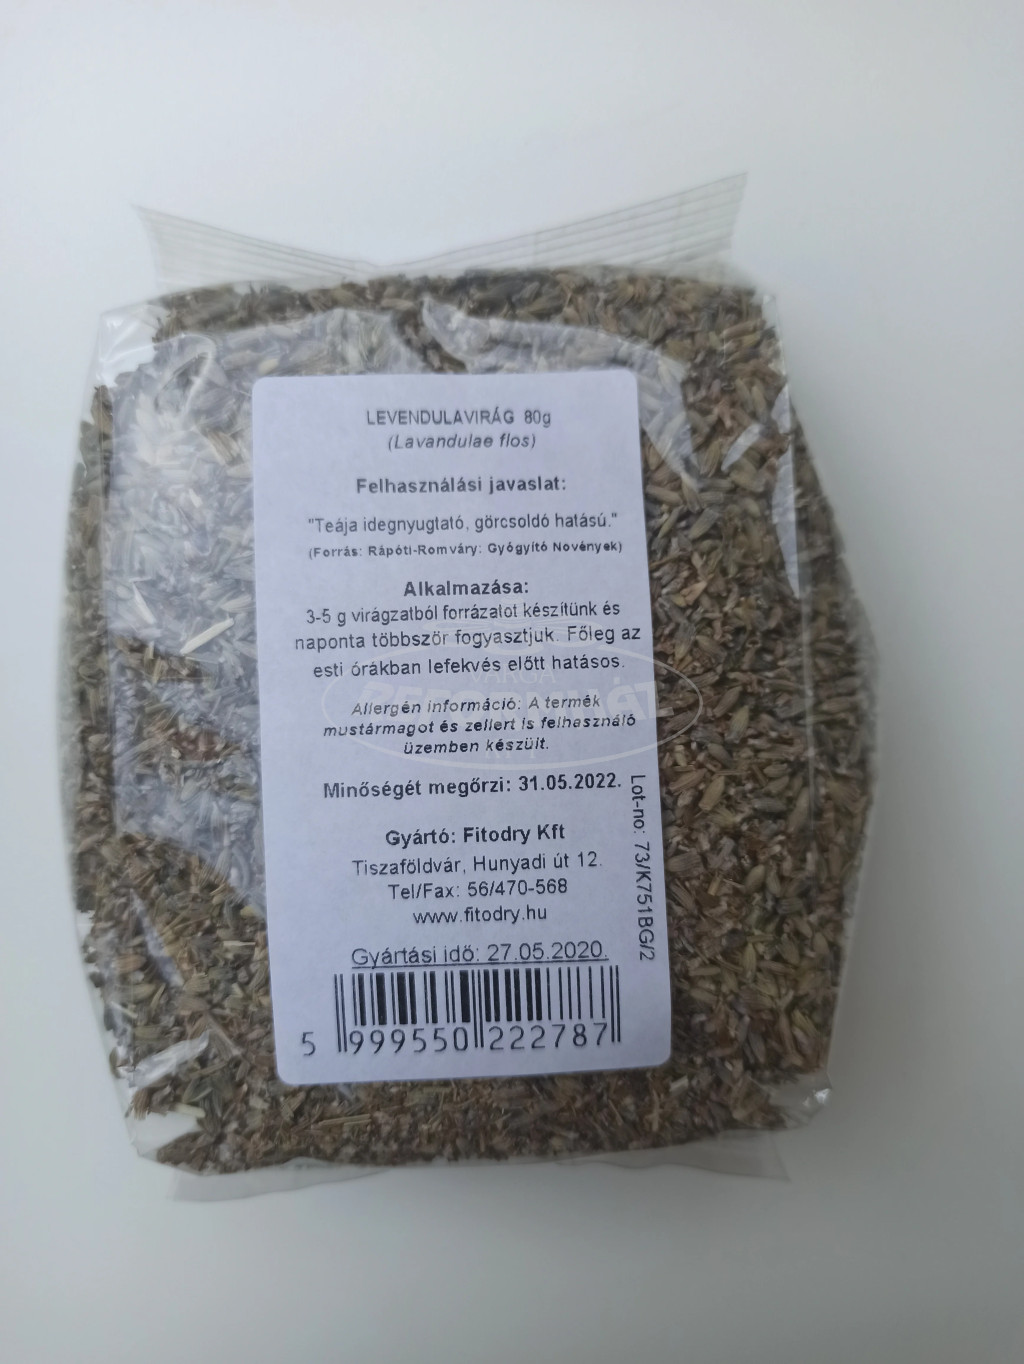 LEVENDULAVIRÁG 80g
(Lavandulae flos)
Felhasználási javaslat:
"Teája idegnyugtató, görcsoldó hatású."
(Forrás: Rápóti-Romváry: Gyógyító Novények)
Alkalmazása:
3-5 g virágzatból forrázatot készítünk és
naponta többször fogyasztjuk. Főleg az
esti órákban lefekvés előtt hatásos.
Allergén információ: A termék
mustármagot és zellert is felhasználó
üzemben készült.
Minőségét megőrzi: 31.05.2022.
Gyártó: Fitodry Kft
Tiszaföldvár, Hunyadi út 12.
Tel/Fax: 56/470-568
www.fitodry.hu
Gyártási idő: 27.05.2020.
5 999550 222787
Lot-no: 73/K751BG/2
VARGA
REFORMHÁZ